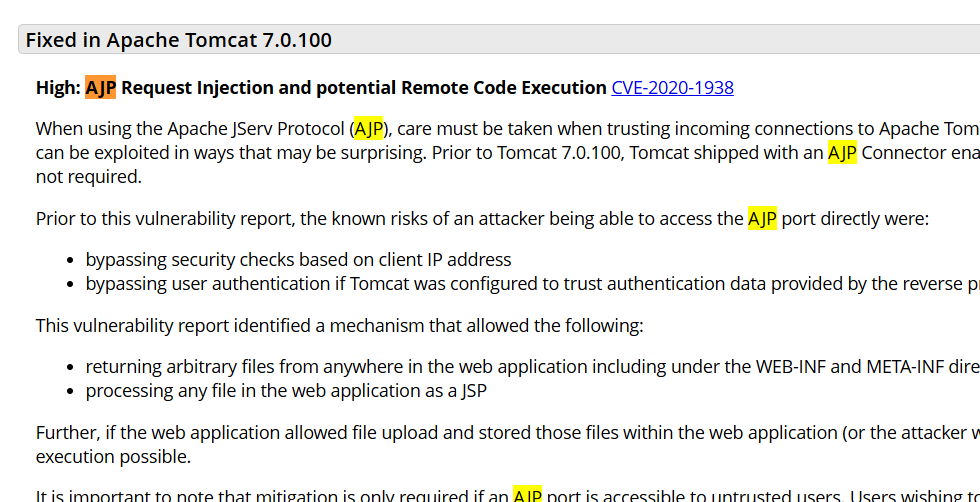 Fixed in Apache Tomcat 7.0.100
High: AJP Request Injection and potential Remote Code Execution CVE-2020-1938
When using the Apache JServ Protocol (AJP), care must be taken when trusting incoming connections to Apache Tom
can be exploited in ways that may be surprising. Prior to Tomcat 7.0.100, Tomcat shipped with an AJP Connector ena
not required.
Prior to this vulnerability report, the known risks of an attacker being able to access the AJP port directly were:
• bypassing security checks based on client IP address
• bypassing user authentication if Tomcat was configured to trust authentication data provided by the reverse p
This vulnerability report identified a mechanism that allowed the following:
• returning arbitrary files from anywhere in the web application including under the WEB-INF and META-INF dire
• processing any file in the web application as a JSP
Further, if the web application allowed file upload and stored those files within the web application (or the attacker w
execution possible.
It is important to note that mitigation is only required if an AJP port is accessible to untrusted users. Users wishing to